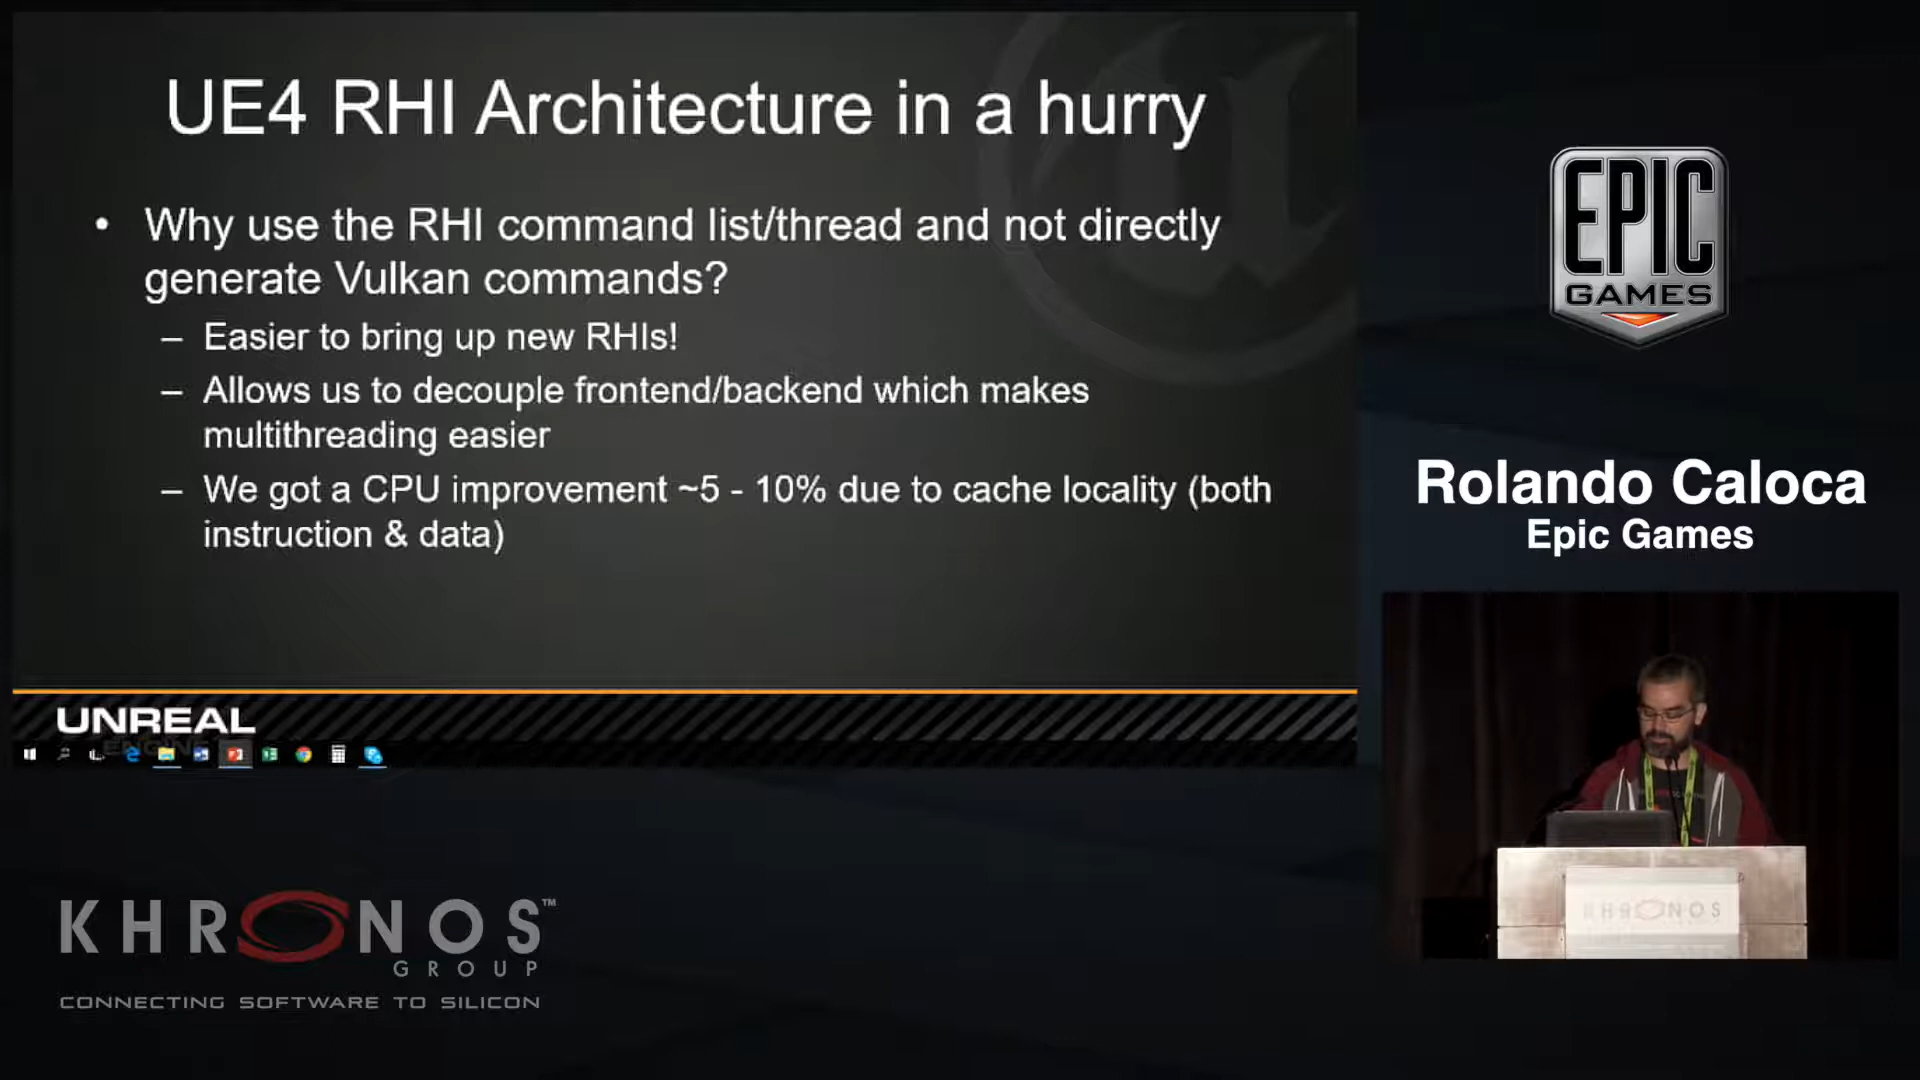 UE4 RHI Architecture in a hurry
• Why use the RHI command list/thread and not directly
generate Vulkan commands?
– Easier to bring up new RHIs!
– Allows us to decouple frontend/backend which makes
multithreading easier
– We got a CPU improvement ~5 - 10% due to cache locality (both
instruction & data)
UNREAL
ENGINE
EPIC
GAMES
Rolando Caloca
Epic Games
KHRONOS
KHRONOS™
GROUP
CONNECTING SOFTWARE TO SILICON